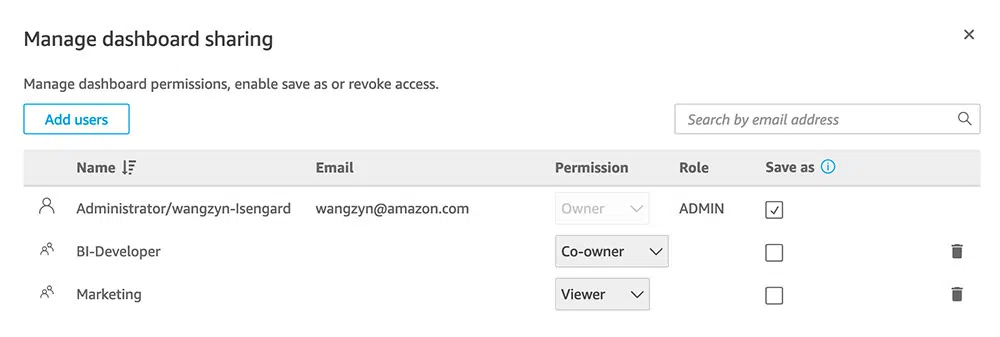 Manage dashboard sharing
Manage dashboard permissions, enable save as or revoke access.
Add users
Search by email address
Name Email Permission Role Save as
Administrator/wangzyn-Isengard wangzyn@amazon.com Owner ADMIN
BI-Developer Co-owner
Marketing Viewer